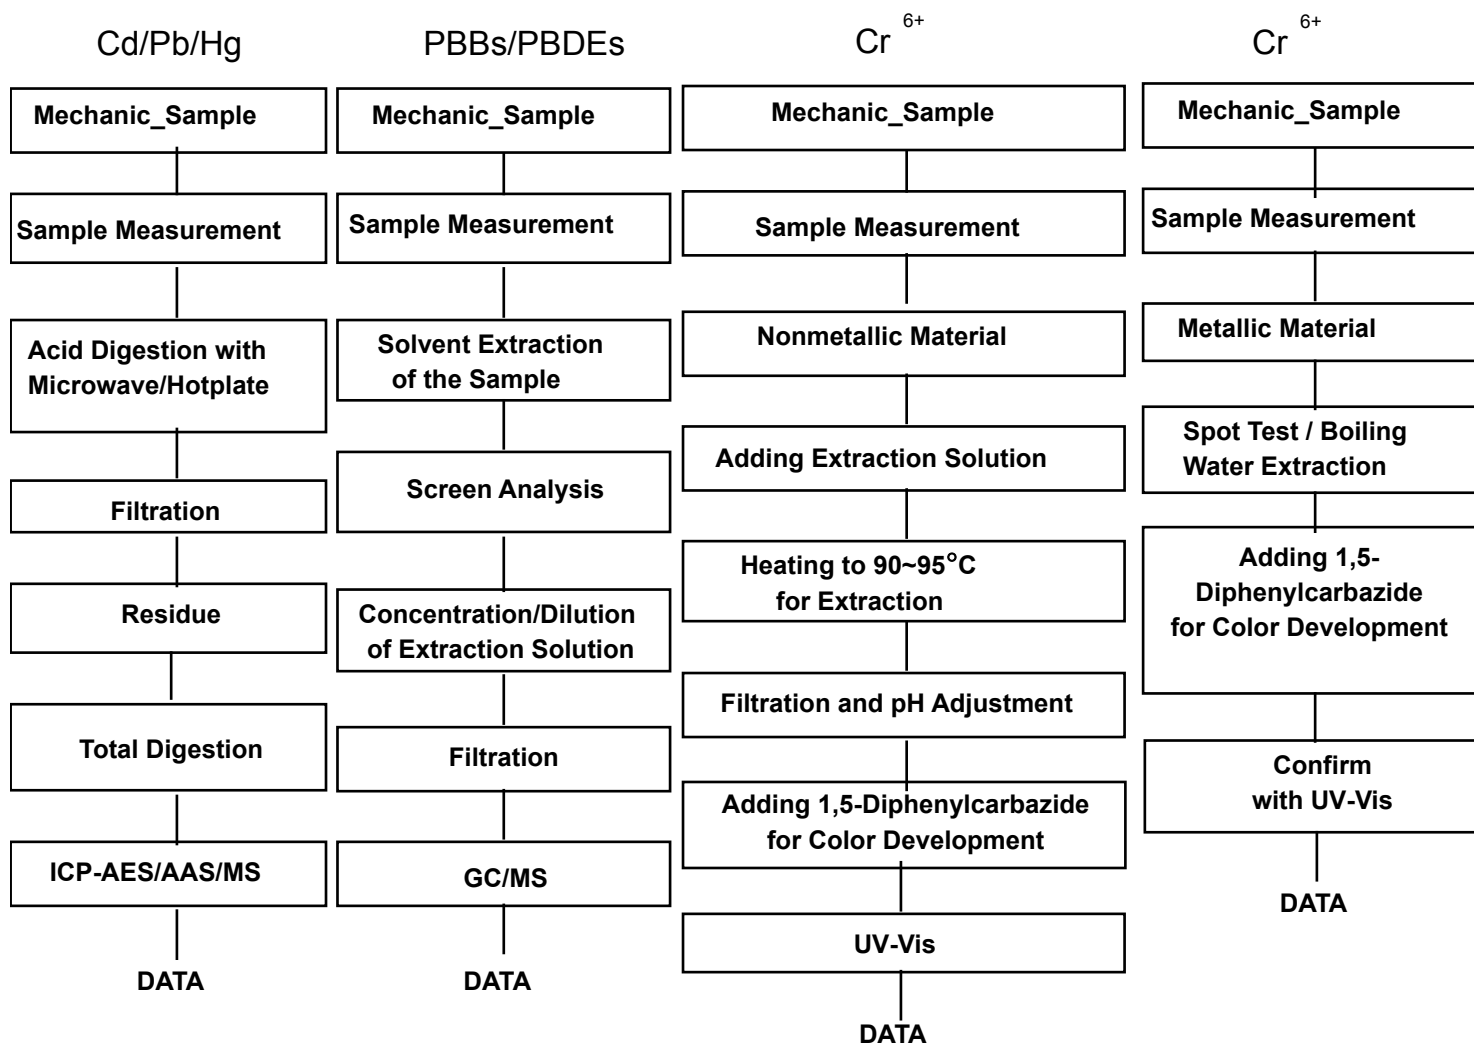 Cd/Pb/Hg
Mechanic_Sample
Sample Measurement
Acid Digestion with
Microwave/Hotplate
Filtration
Residue
Total Digestion
ICP-AES/AAS/MS
DATA
PBBs/PBDEs
Mechanic_Sample
Sample Measurement
Solvent Extraction
of the Sample
Screen Analysis
Concentration/Dilution
of Extraction Solution
Filtration
GC/MS
DATA
Cr 6+
Mechanic_Sample
Sample Measurement
Nonmetallic Material
Adding Extraction Solution
Heating to 90~95°C
for Extraction
Filtration and pH Adjustment
Adding 1,5-Diphenylcarbazide
for Color Development
UV-Vis
DATA
Cr 6+
Mechanic_Sample
Sample Measurement
Metallic Material
Spot Test / Boiling
Water Extraction
Adding 1,5-
Diphenylcarbazide
for Color Development
Confirm
with UV-Vis
DATA